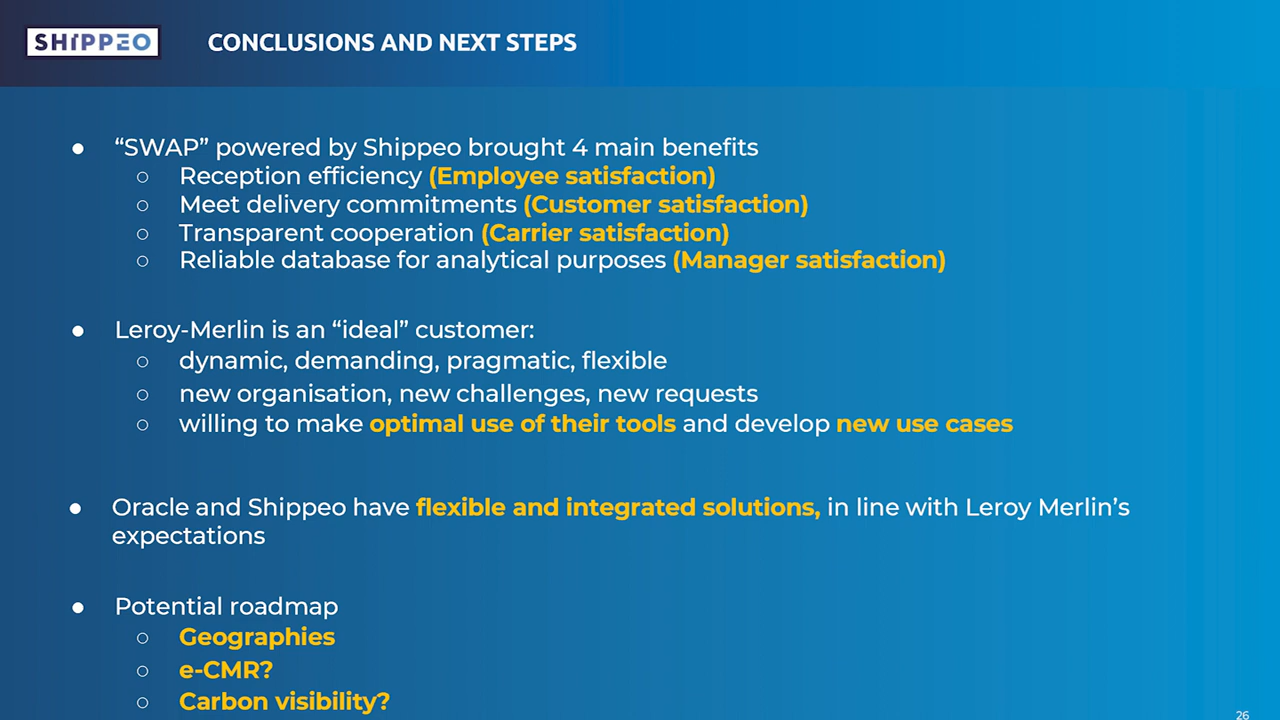 SHIPPEO
CONCLUSIONS AND NEXT STEPS
● “SWAP” powered by Shippeo brought 4 main benefits
○ Reception efficiency (Employee satisfaction)
○ Meet delivery commitments (Customer satisfaction)
○ Transparent cooperation (Carrier satisfaction)
○ Reliable database for analytical purposes (Manager satisfaction)
● Leroy-Merlin is an “ideal” customer:
○ dynamic, demanding, pragmatic, flexible
○ new organisation, new challenges, new requests
○ willing to make optimal use of their tools and develop new use cases
● Oracle and Shippeo have flexible and integrated solutions, in line with Leroy Merlin’s
expectations
● Potential roadmap
○ Geographies
○ e-CMR?
○ Carbon visibility?
26